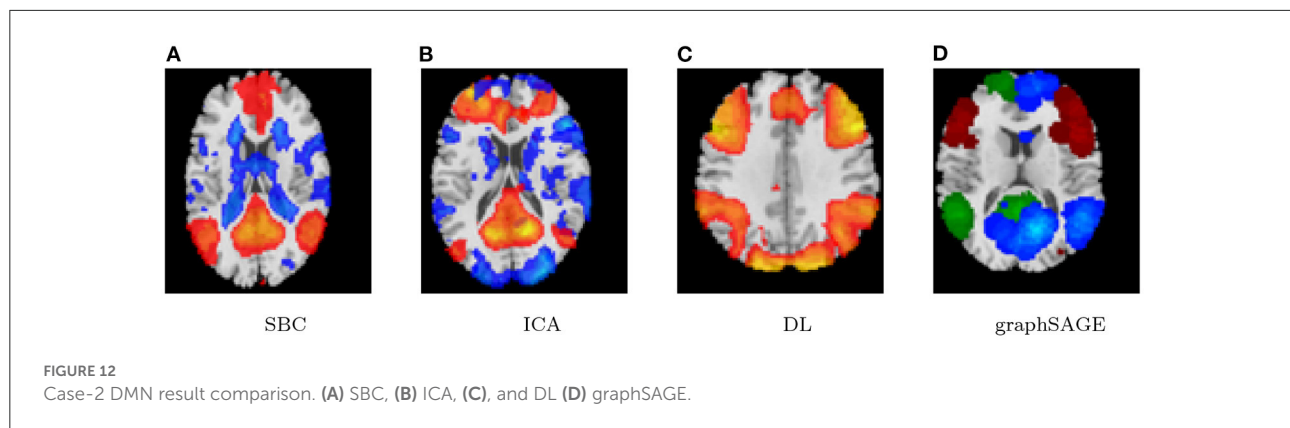 A B C D
SBC ICA DL graphSAGE
FIGURE 12
Case-2 DMN result comparison. (A) SBC, (B) ICA, (C), and DL (D) graphSAGE.